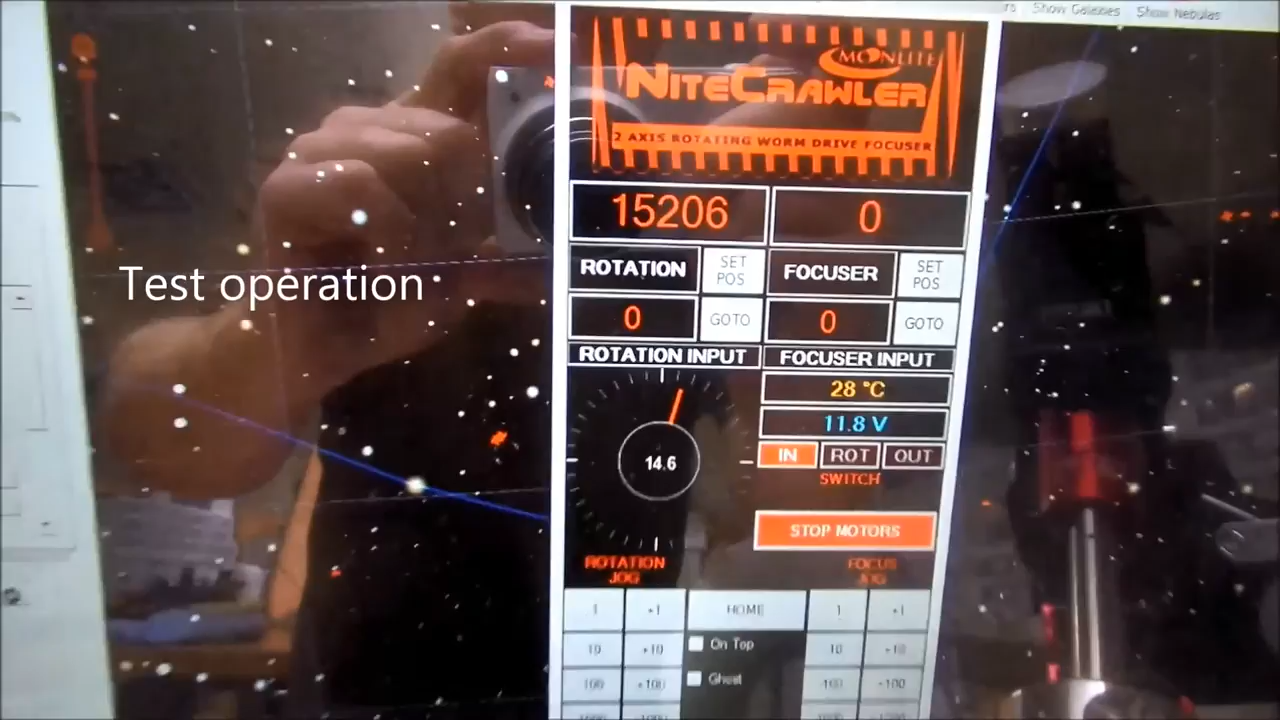 Show Galaxies Show Nebulas
MONLITE
NITECRAWLER
2 AXIS ROTATING WORM DRIVE FOCUSER
15206 0
ROTATION SET POS FOCUSER SET POS
0 GOTO 0 GOTO
ROTATION INPUT FOCUSER INPUT
28 °C
11.8 V
IN ROT OUT
SWITCH
14.6
STOP MOTORS
ROTATION JOG FOCUS JOG
1 +1 HOME 1 +1
10 +10 On Top 10 +10
100 +100 Ghost -100 +100
Test operation